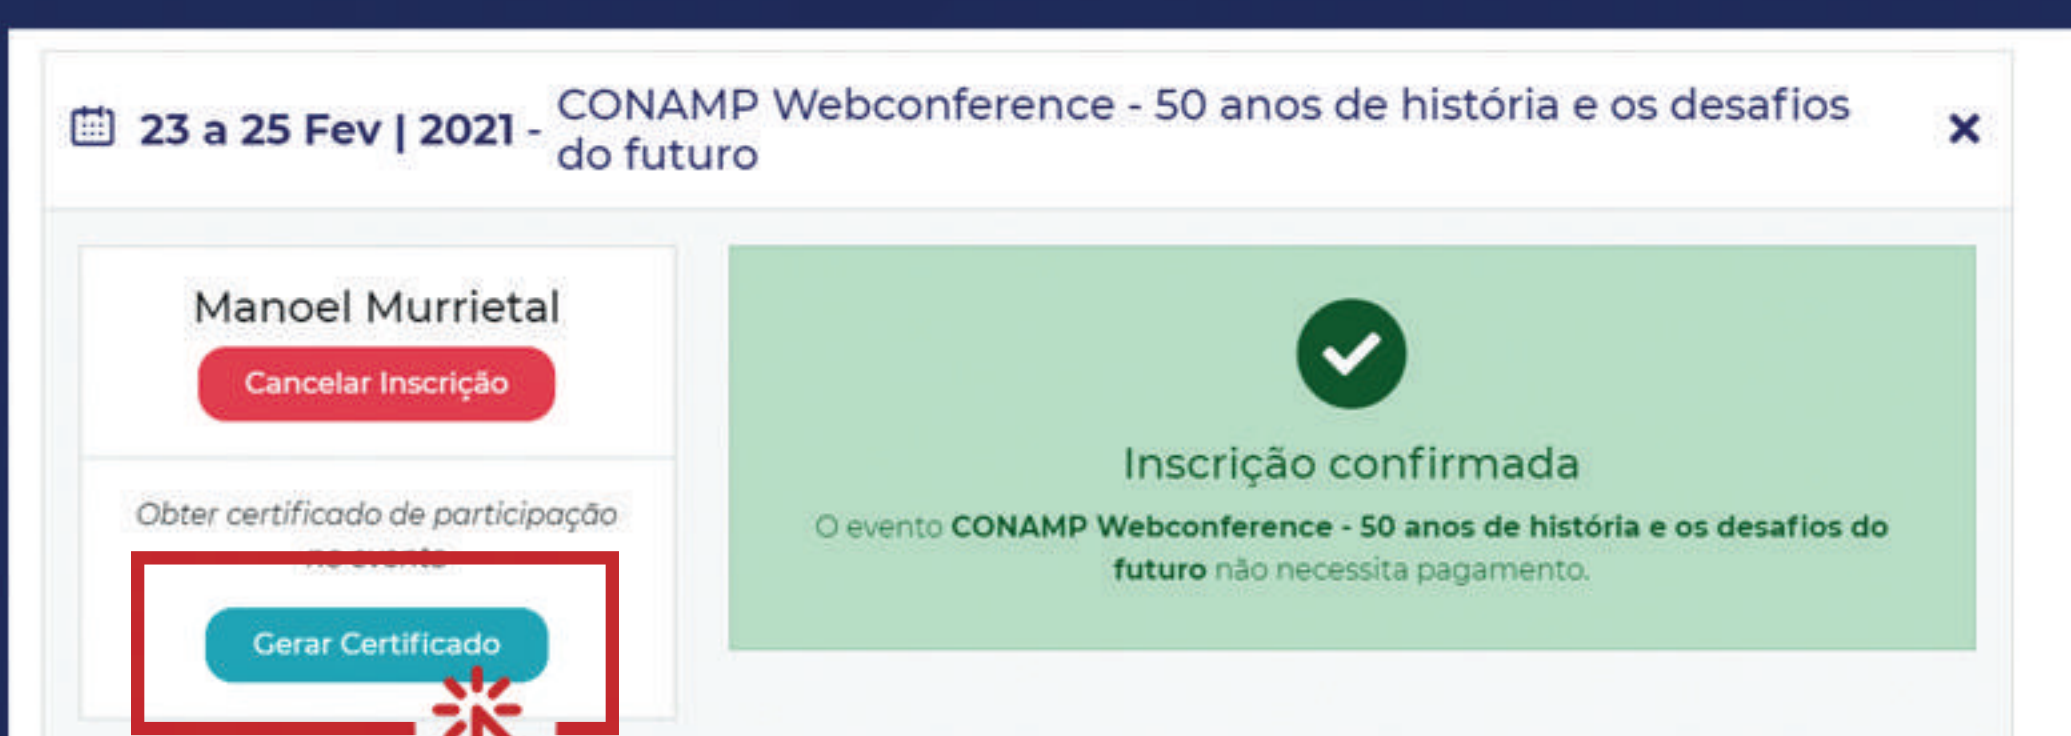 23 a 25 Fev | 2021 - CONAMP Webconference - 50 anos de história e os desafios
do futuro
Manoel Murrietal
Cancelar Inscrição
Obter certificado de participação
no evento
Gerar Certificado
Inscrição confirmada
O evento CONAMP Webconference - 50 anos de história e os desafios do
futuro não necessita pagamento.